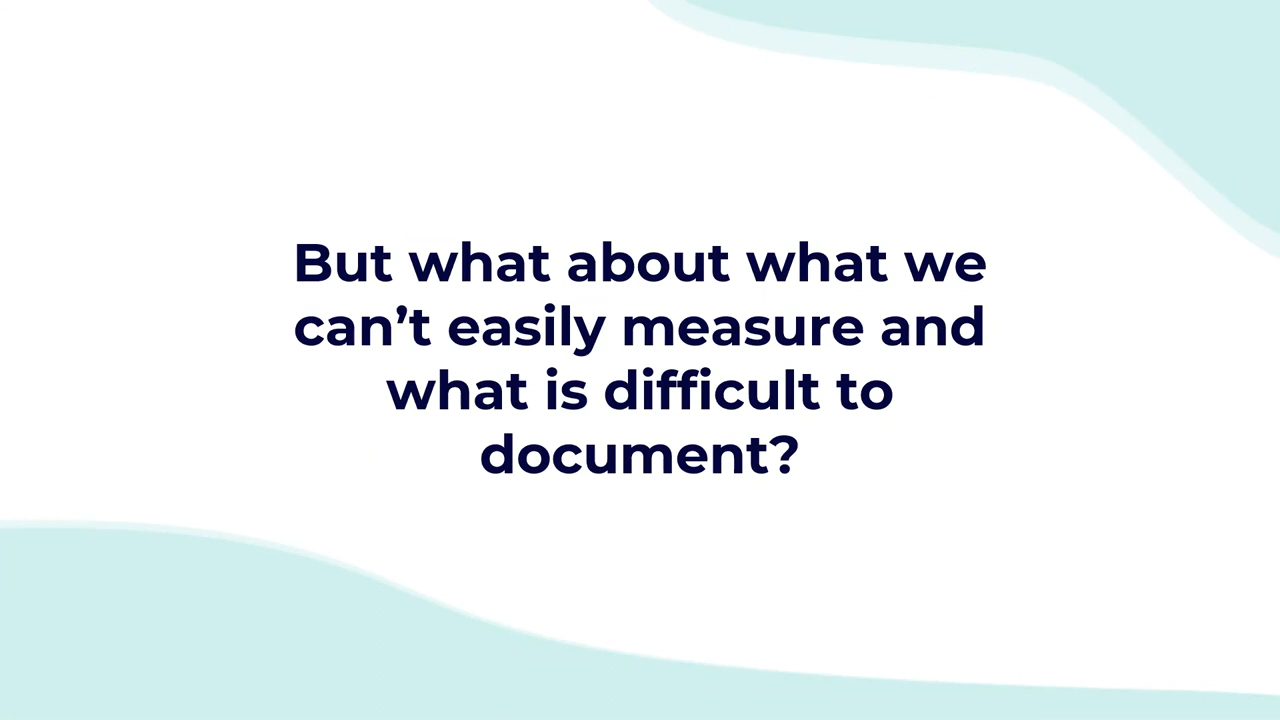 But what about what we
can’t easily measure and
what is difficult to
document?